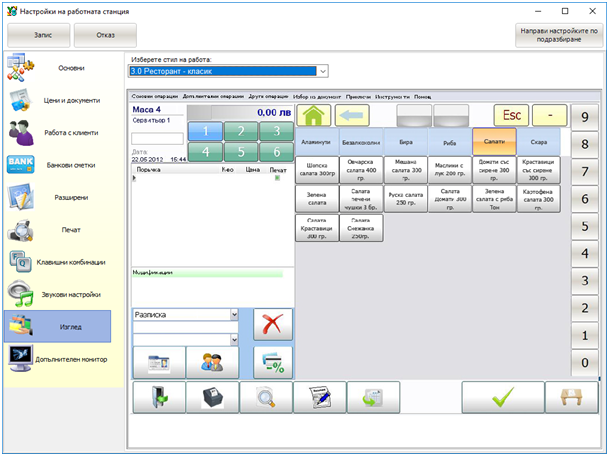 Настройки на работната станция
Запис
Отказ
Направи настройките по
подразбиране
Изберете стил на работа:
3.0 Ресторант - класик
Основни
Цени и документи
Работа с клиенти
BANK
Банкови сметки
Разширени
Печат
Клавишни комбинации
Звукови настройки
Изглед
Допълнителен монитор
Основни операции Допълнителни операции Други операции Избор на документ Прихлючи Инструменти Помощ
Маса 4
0,00 лв
Сервитьор 1
1 2 3
4 5 6
Дата:
22.05.2012 15:44
Esc
-
Поръчка К-во Цена Печат
Аламинути Безалкохолни Бира Риба Салати Скара
Шопска
салата 300гр
Овчарска
салата 400
гр.
Мешана
салата 330
гр.
Маслини с
лук 200 гр.
Домати със
сирене 380
гр.
Краставици
със сирене
300 гр.
Зелена
салата
Салата
печени
чушки 3 бр.
Руска салата
250 гр.
Салата
Домати 300
гр.
Зелена
салата с риба
Тон
Картофена
салата 300
гр.
Салата
Краставици
300 гр.
Салата
Снежанка
250гр.
9
8
7
6
5
4
3
2
1
0
Модификации
Разписка